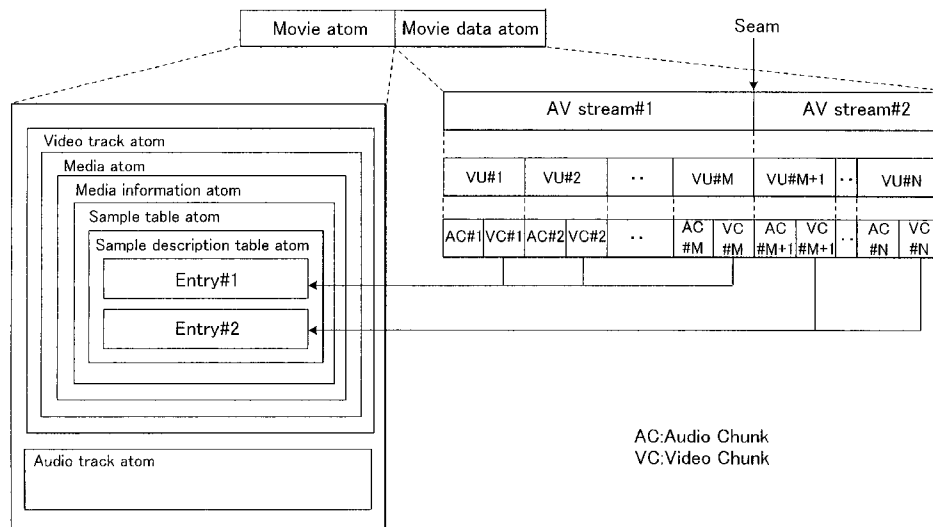 Movie atom
Movie data atom
Seam
AV stream#1
AV stream#2
Video track atom
Media atom
Media information atom
Sample table atom
Sample description table atom
Entry#1
Entry#2
Audio track atom
VU#1
VU#2
··
VU#M
VU#M+1
··
VU#N
AC#1
VC#1
AC#2
VC#2
··
AC
#M
VC
#M
AC
#M+1
VC
#M+1
··
AC
#N
VC
#N
AC:Audio Chunk
VC:Video Chunk